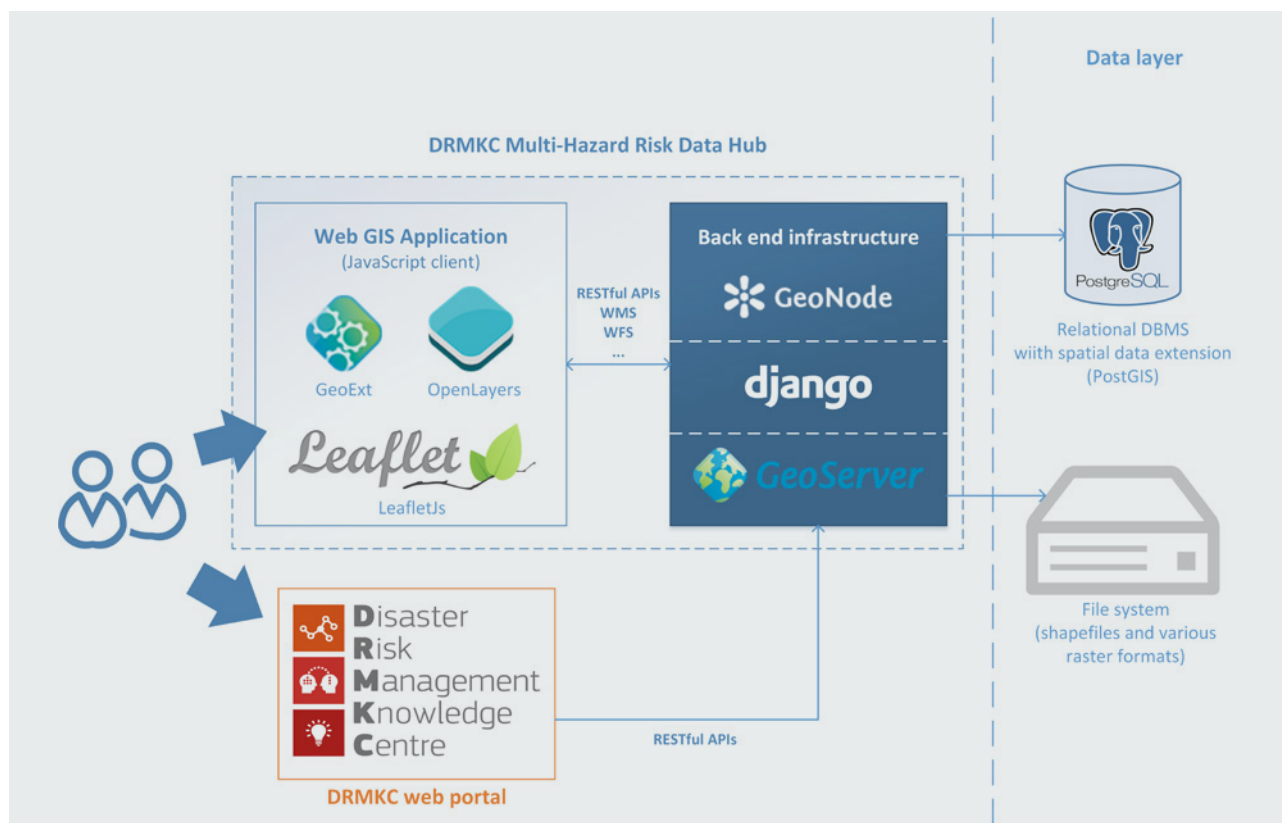 Data layer
DRMKC Multi-Hazard Risk Data Hub
Web GIS Application
(JavaScript client)
GeoExt
OpenLayers
Leaflet
LeafletJs
RESTful APIs
WMS
WFS
...
Back end infrastructure
GeoNode
django
GeoServer
PostgreSQL
Relational DBMS
wiith spatial data extension
(PostGIS)
File system
(shapefiles and various
raster formats)
Disaster
Risk
Management
Knowledge
Centre
RESTful APIs
DRMKC web portal